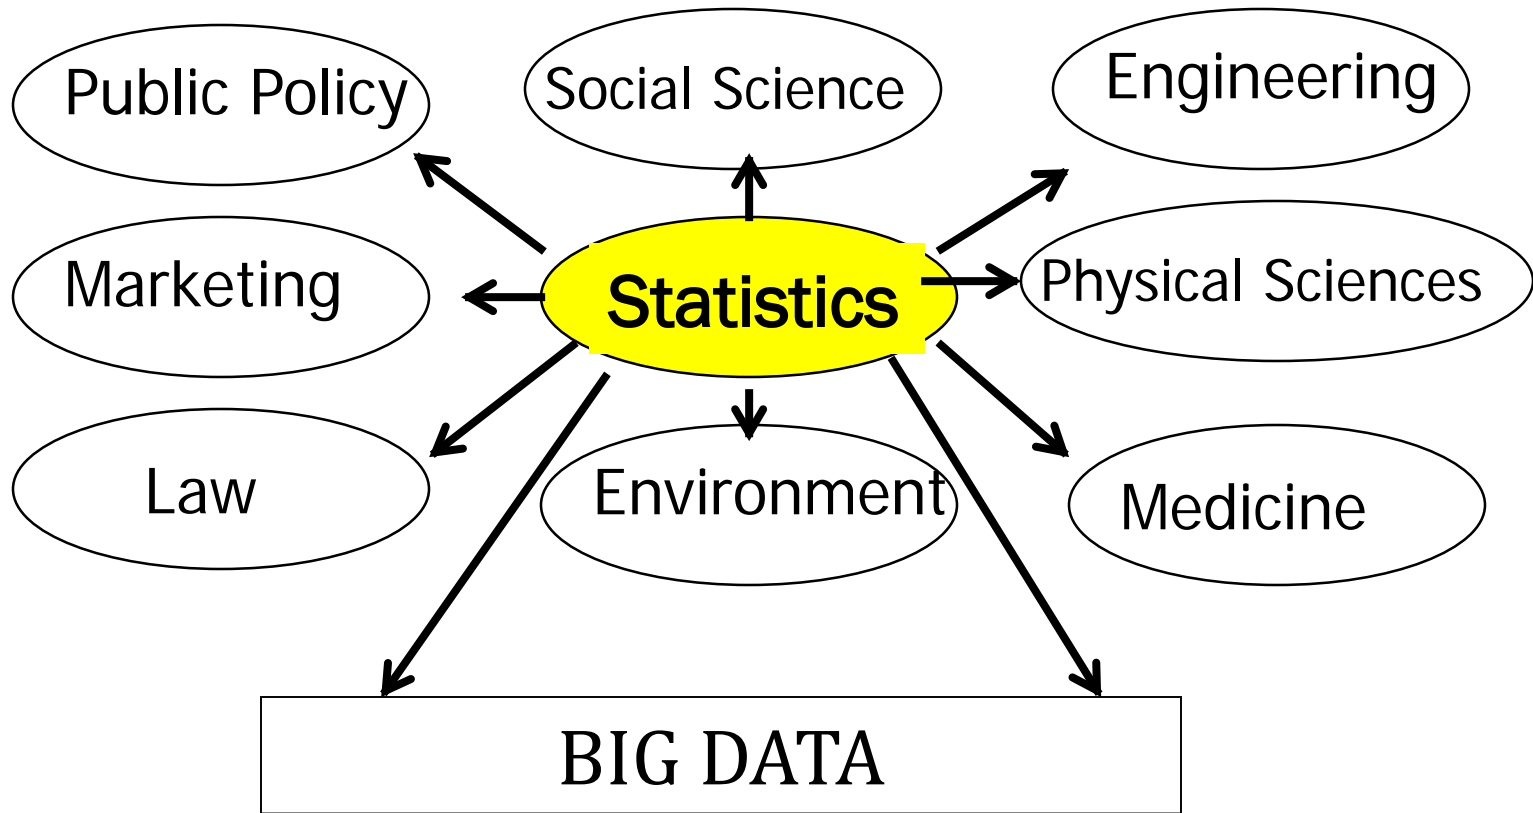 Public Policy
Social Science
Engineering
Marketing
Statistics
Physical Sciences
Law
Environment
Medicine
BIG DATA